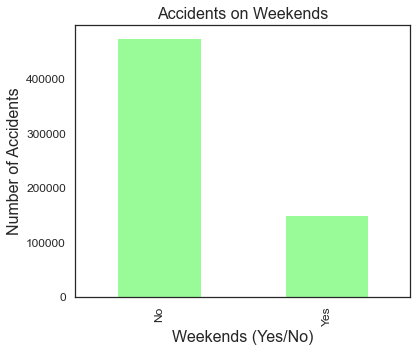 Accidents on Weekends
Number of Accidents
400000
300000
200000
100000
0
No
Yes
Weekends (Yes/No)